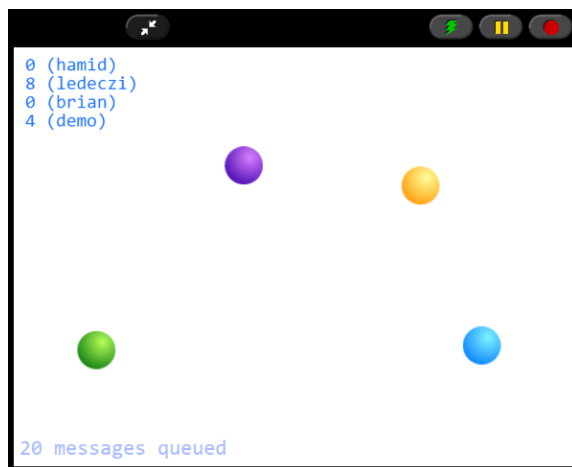 0 (hamid)
8 (ledeczi)
0 (brian)
4 (demo)
20 messages queued